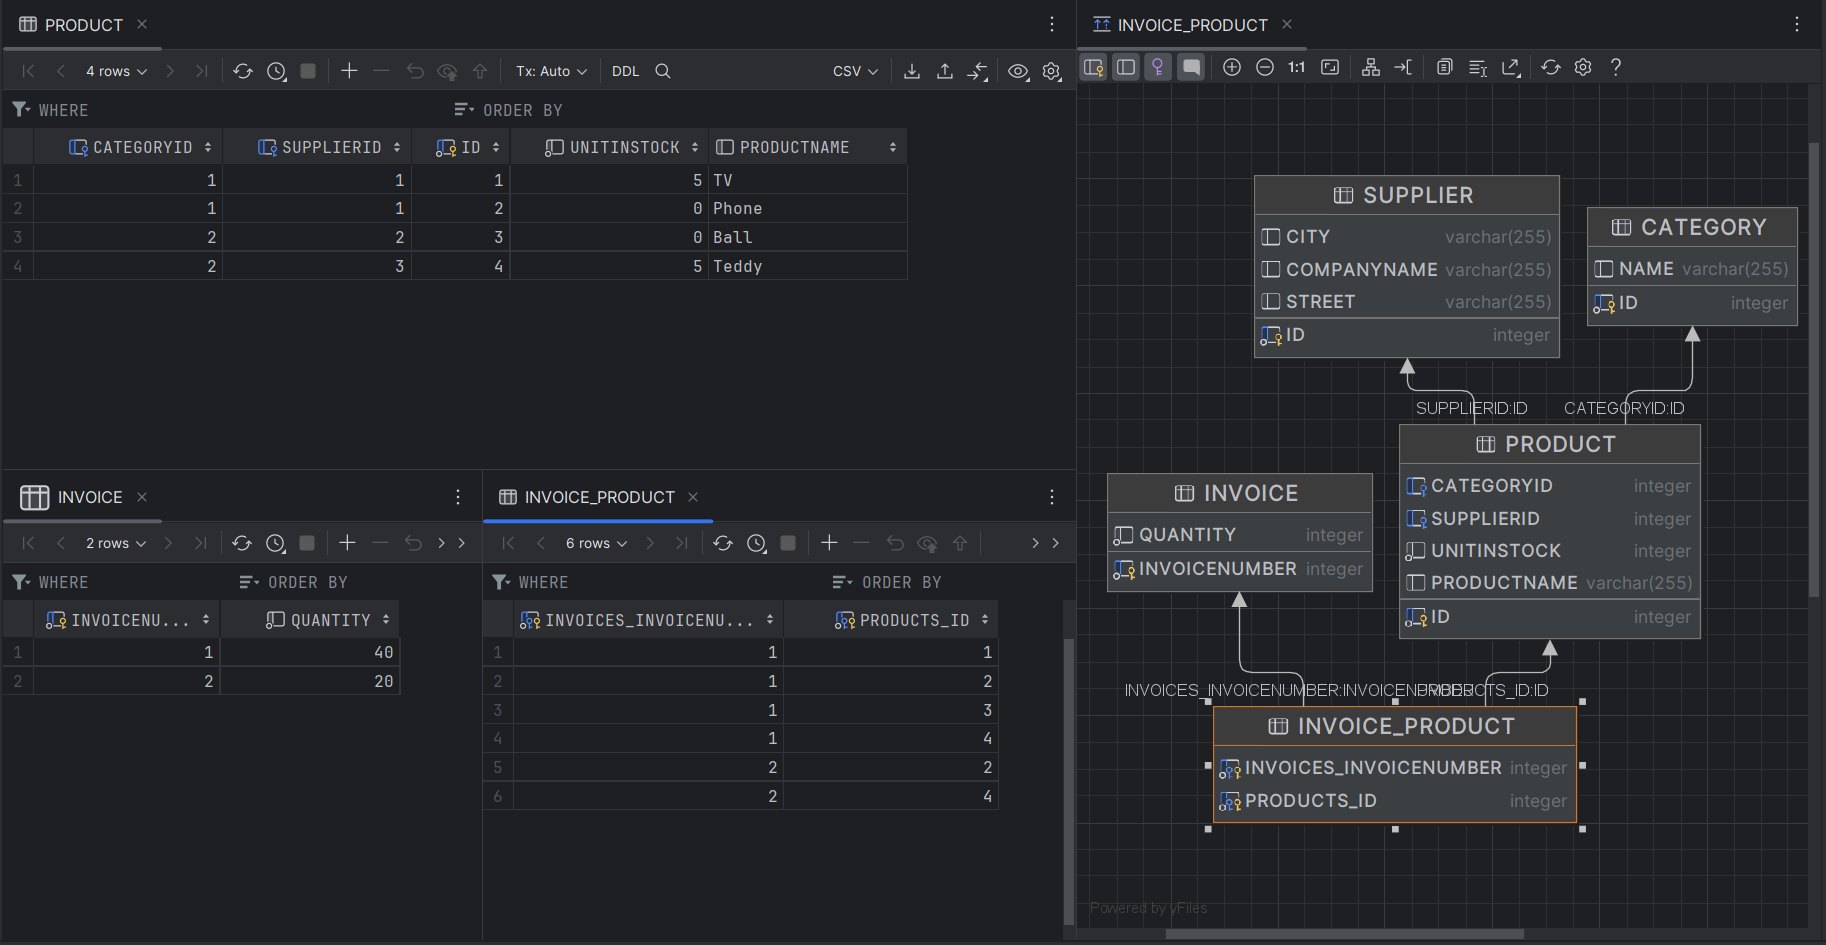 PRODUCT
4 rows Tx: Auto DDL CSV
WHERE ORDER BY
CATEGORYID SUPPLIERID ID UNITINSTOCK PRODUCTNAME
1 1 1 1 5 TV
2 1 1 2 0 Phone
3 2 2 3 0 Ball
4 2 3 4 5 Teddy
INVOICE
2 rows
WHERE ORDER BY
INVOICENU... QUANTITY
1 1 40
2 2 20
INVOICE_PRODUCT
6 rows
WHERE ORDER BY
INVOICES_INVOICENU... PRODUCTS_ID
1 1 1
2 1 2
3 1 3
4 1 4
5 2 2
6 2 4
INVOICE_PRODUCT
1:1 ?
SUPPLIER
CITY varchar(255)
COMPANYNAME varchar(255)
STREET varchar(255)
ID integer
CATEGORY
NAME varchar(255)
ID integer
SUPPLIERID:ID
CATEGORYID:ID
PRODUCT
CATEGORYID integer
SUPPLIERID integer
UNITINSTOCK integer
PRODUCTNAME varchar(255)
ID integer
INVOICE
QUANTITY integer
INVOICENUMBER integer
INVOICES_INVOICENUMBER:INVOICENUMBER
PRODUCTS_ID:ID
INVOICE_PRODUCT
INVOICES_INVOICENUMBER integer
PRODUCTS_ID integer
Powered by yFiles